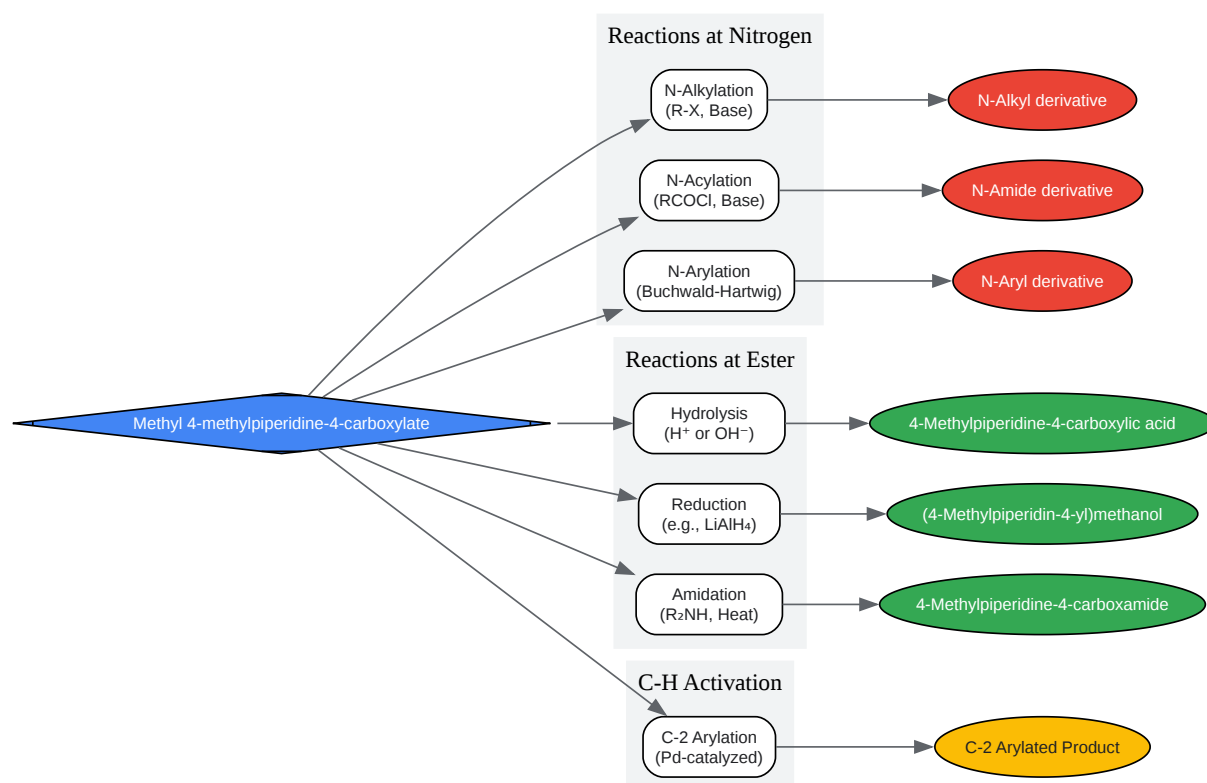 Reactions at Nitrogen
N-Alkylation
(R-X, Base)
N-Alkyl derivative
N-Acylation
(RCOCl, Base)
N-Amide derivative
N-Arylation
(Buchwald-Hartwig)
N-Aryl derivative
Reactions at Ester
Methyl 4-methylpiperidine-4-carboxylate
Hydrolysis
(H⁺ or OH⁻)
4-Methylpiperidine-4-carboxylic acid
Reduction
(e.g., LiAlH₄)
(4-Methylpiperidin-4-yl)methanol
Amidation
(R₂NH, Heat)
4-Methylpiperidine-4-carboxamide
C-H Activation
C-2 Arylation
(Pd-catalyzed)
C-2 Arylated Product